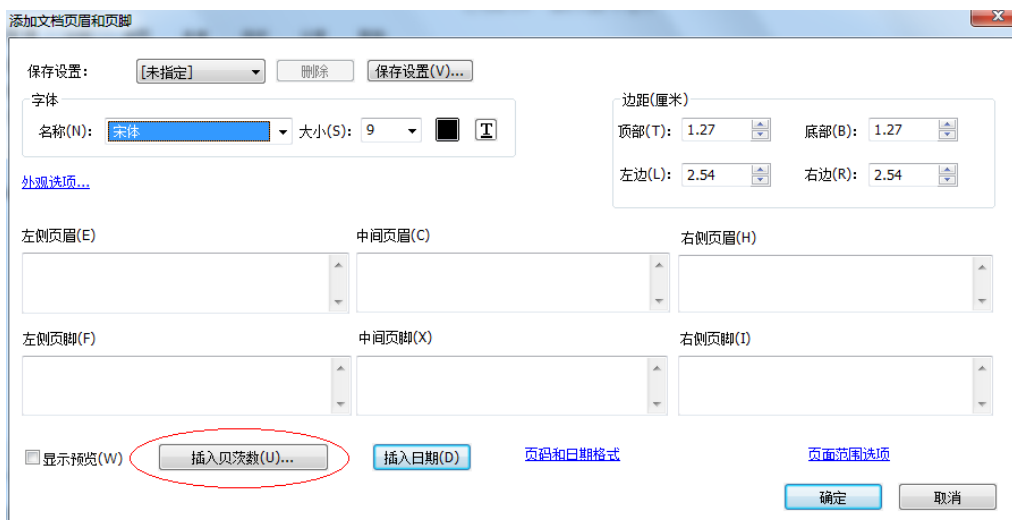 添加文档页眉和页脚
保存设置: [未指定] 删除 保存设置(V)...
字体
名称(N): 宋体 大小(S): 9 T
边距(厘米)
顶部(T): 1.27 底部(B): 1.27
左边(L): 2.54 右边(R): 2.54
外观选项...
左侧页眉(E) 中间页眉(C) 右侧页眉(H)
左侧页脚(F) 中间页脚(X) 右侧页脚(I)
显示预览(W) 插入贝茨数(U)... 插入日期(D) 页码和日期格式 页面范围选项
确定 取消